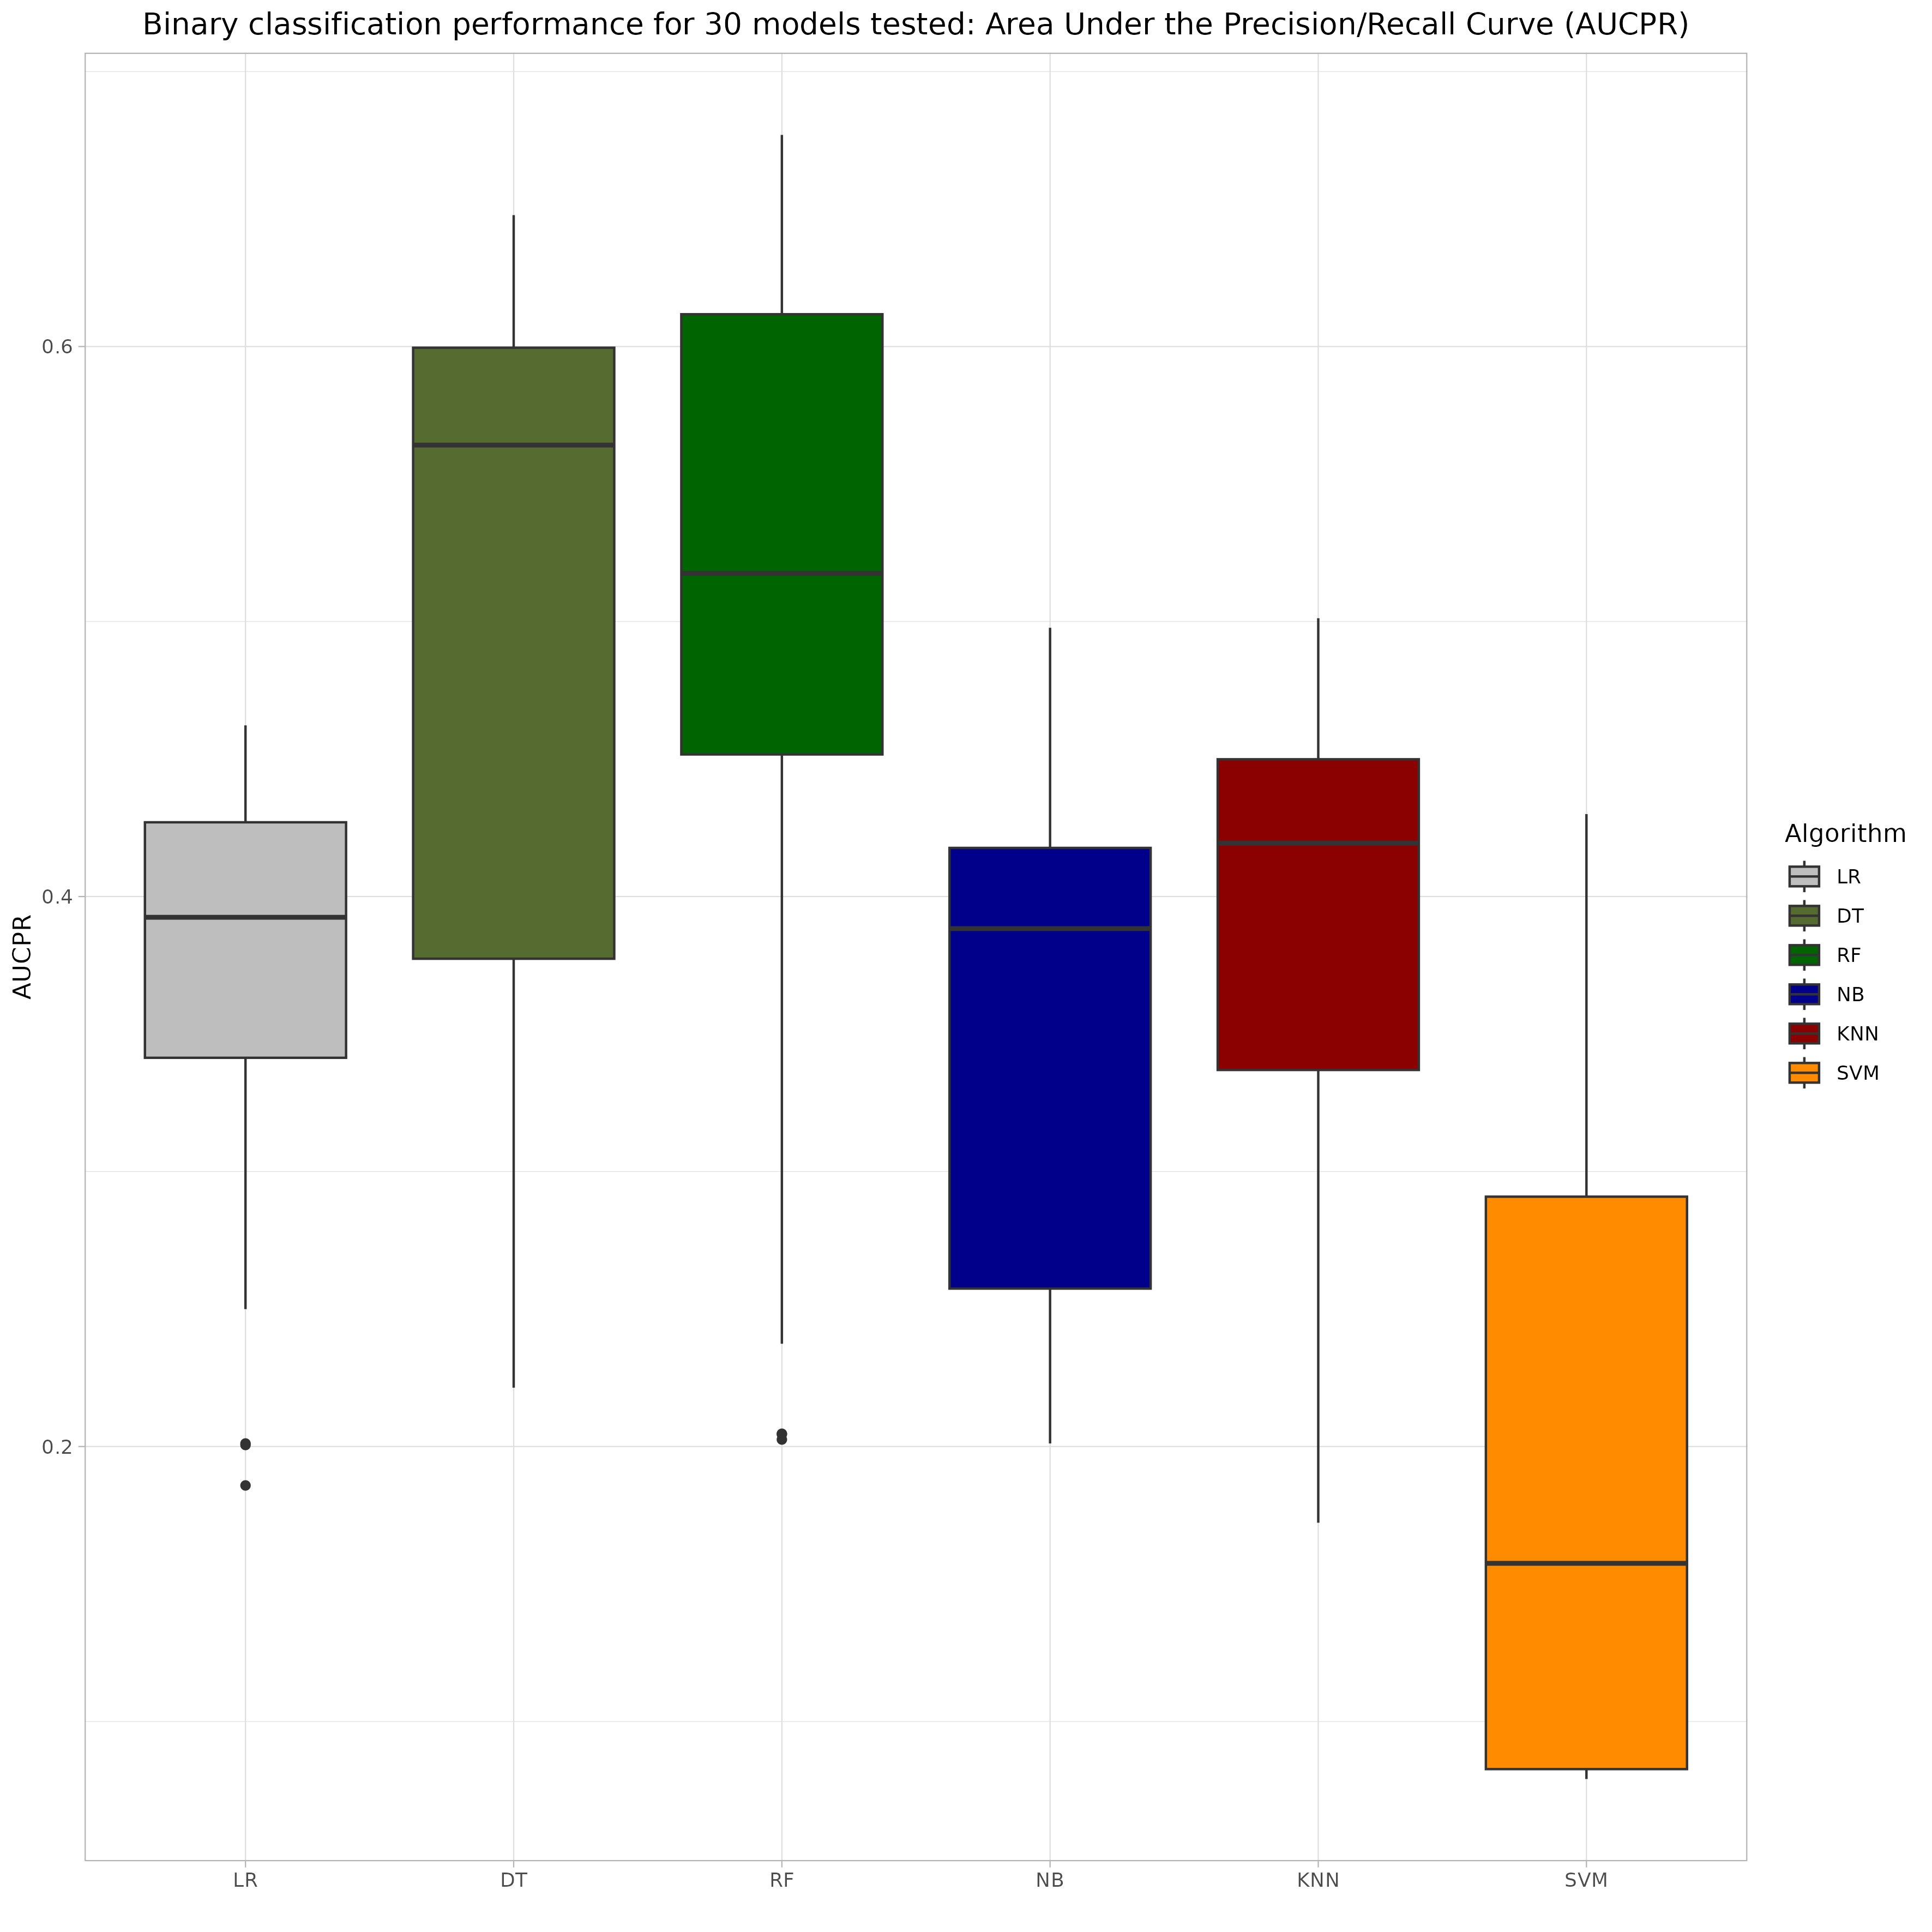 Binary classification performance for 30 models tested: Area Under the Precision/Recall Curve (AUCPR)
AUCPR
0.6
0.4
0.2
LR
DT
RF
NB
KNN
SVM
Algorithm
LR
DT
RF
NB
KNN
SVM